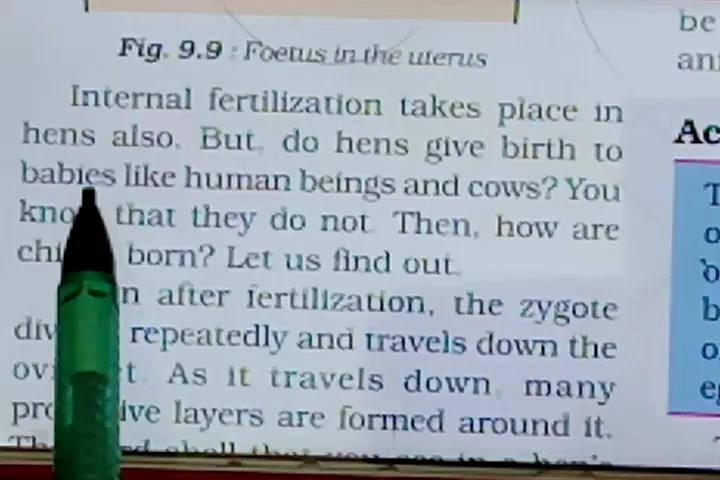 Fig. 9.9 : Foetus in the uterus
Internal fertilization takes place in
hens also. But, do hens give birth to
babies like human beings and cows? You
that they do not. Then, how are
born? Let us find out.
after fertilization, the zygote
repeatedly and travels down the
As it travels down, many
layers are formed around it.
be
Ac